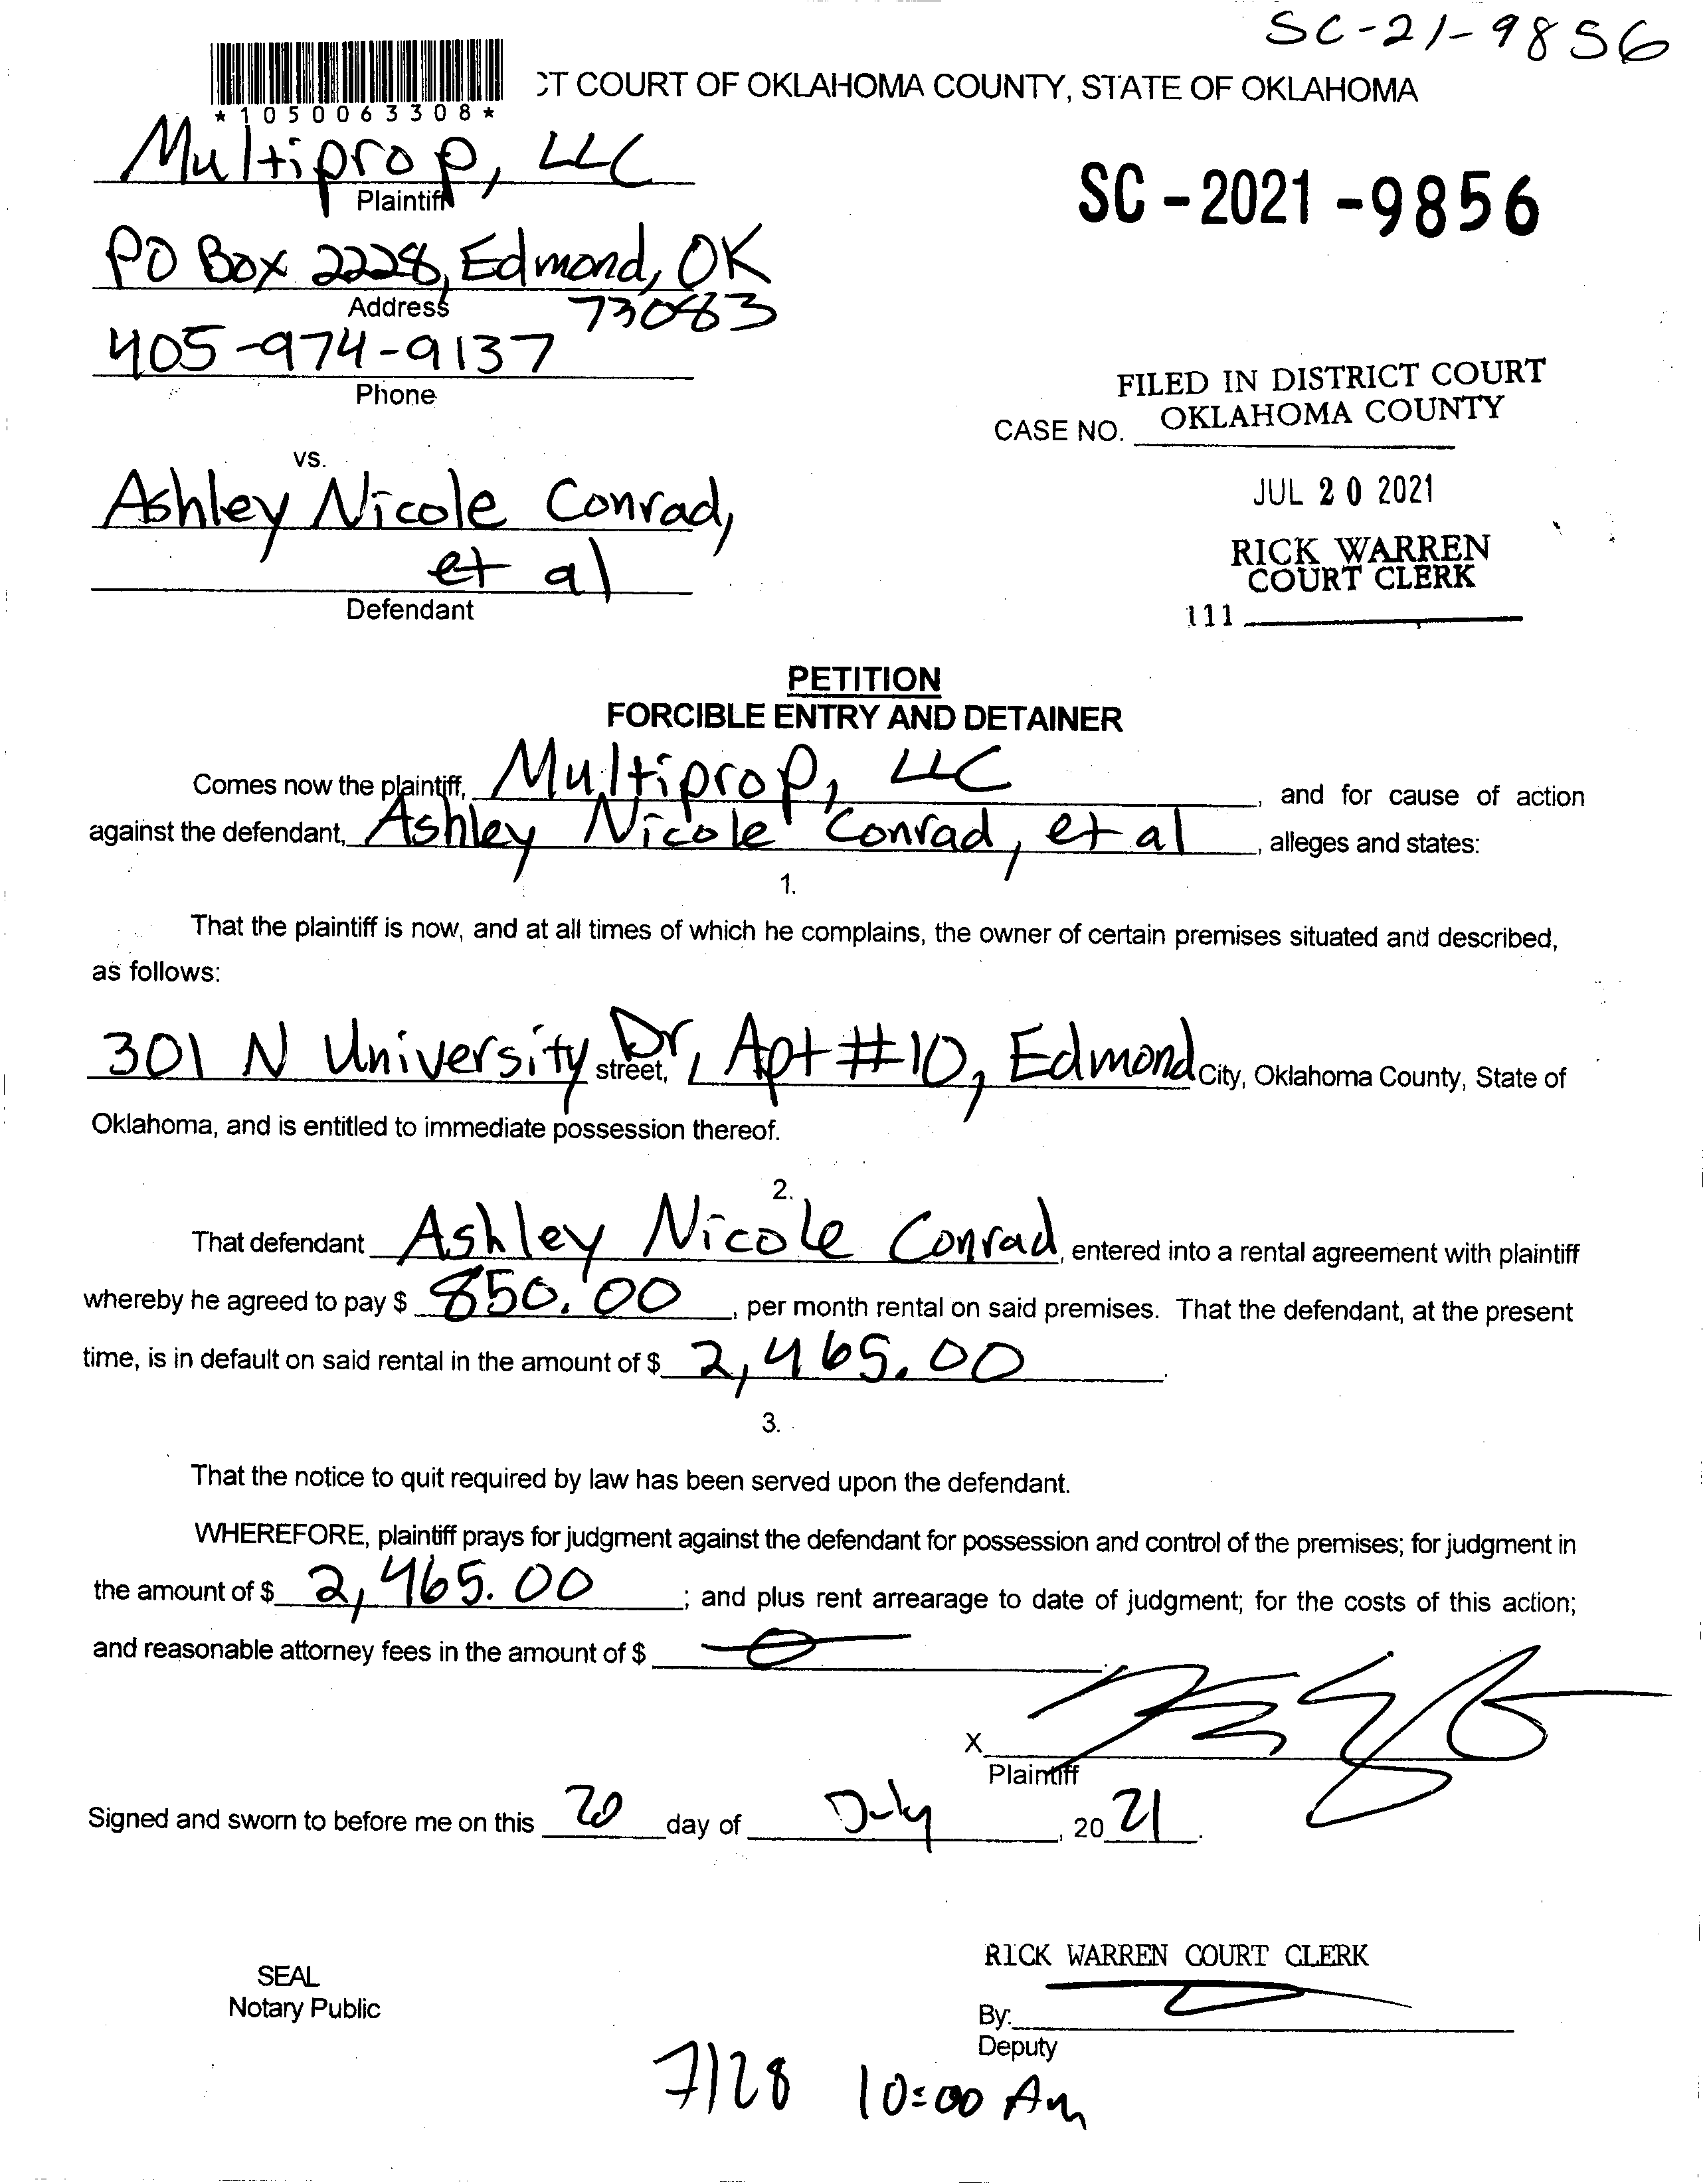 SC-21-9856
*1050063308*
CT COURT OF OKLAHOMA COUNTY, STATE OF OKLAHOMA
Multiprop, LLC
Plaintiff
SC-2021-9856
PO Box 2228, Edmond, OK
73083
Address
405-974-9137
Phone
FILED IN DISTRICT COURT
OKLAHOMA COUNTY
CASE NO.
vs.
JUL 20 2021
Ashley Nicole Conrad,
et al
Defendant
RICK WARREN
COURT CLERK
111
PETITION
FORCIBLE ENTRY AND DETAINER
Comes now the plaintiff, Multiprop, LLC, and for cause of action
against the defendant, Ashley Nicole Conrad, et al, alleges and states:
1.
That the plaintiff is now, and at all times of which he complains, the owner of certain premises situated and described,
as follows:
301 N University Dr, street, Apt #10, Edmond City, Oklahoma County, State of
Oklahoma, and is entitled to immediate possession thereof.
2.
That defendant Ashley Nicole Conrad, entered into a rental agreement with plaintiff
whereby he agreed to pay $ 850.00, per month rental on said premises. That the defendant, at the present
time, is in default on said rental in the amount of $ 2,465.00.
3.
That the notice to quit required by law has been served upon the defendant.
WHEREFORE, plaintiff prays for judgment against the defendant for possession and control of the premises; for judgment in
the amount of $ 2,465.00; and plus rent arrearage to date of judgment; for the costs of this action;
and reasonable attorney fees in the amount of $ 0.
X
Plaintiff
Signed and sworn to before me on this 20 day of July, 2021.
RICK WARREN COURT CLERK
SEAL
Notary Public
By:
Deputy
7/28 10:00 Am